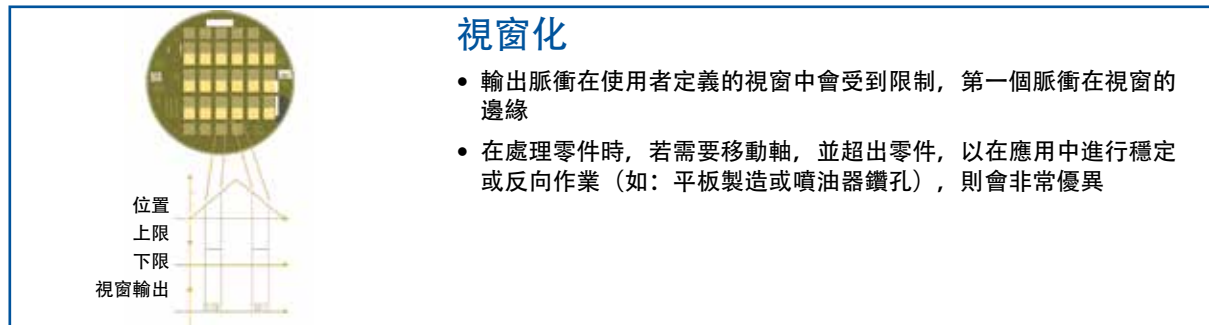 視窗化
• 輸出脈衝在使用者定義的視窗中會受到限制，第一個脈衝在視窗的
邊緣
• 在處理零件時，若需要移動軸，並超出零件，以在應用中進行穩定
或反向作業（如：平板製造或噴油器鑽孔），則會非常優異
位置
上限
下限
視窗輸出